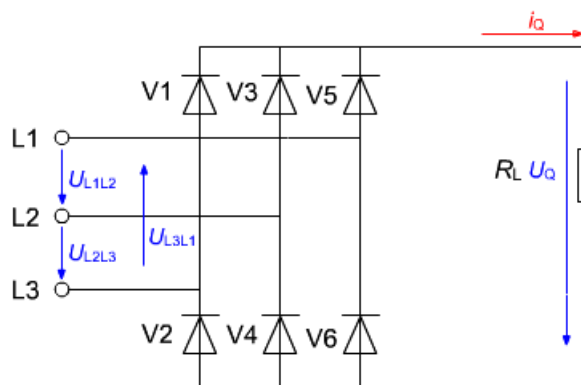 iQ
V1 V3 V5
L1
UL1L2
RL UQ
L2
UL2L3 UL3L1
L3
V2 V4 V6